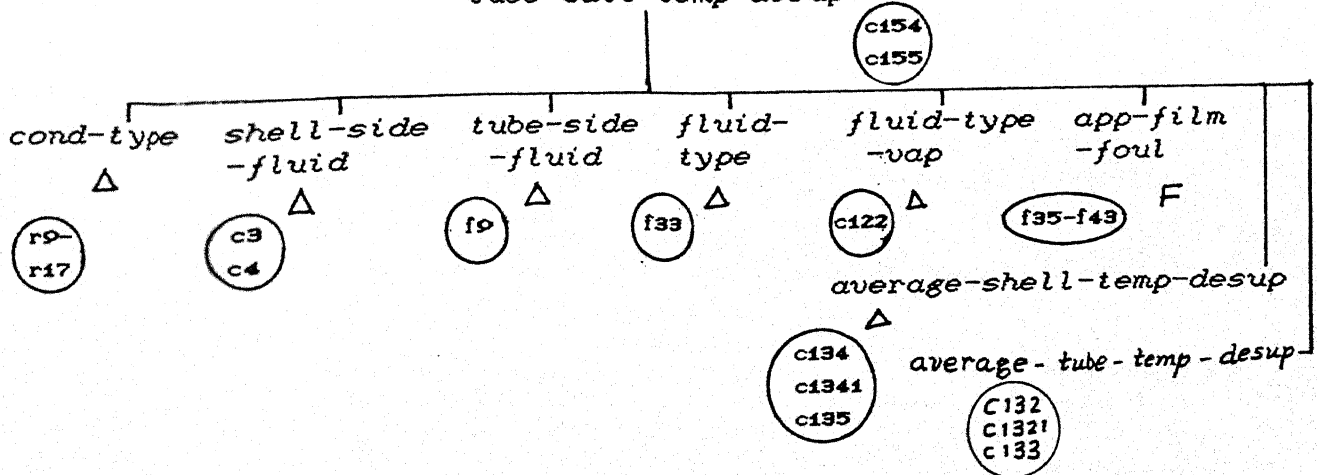 c154
c155
cond-type
shell-side
-fluid
tube-side
-fluid
fluid-
type
fluid-type
-vap
app-film
-foul
Δ
Δ
Δ
Δ
Δ
F
r9-
r17
c3
c4
f9
f33
c122
f35-f43
average-shell-temp-desup
Δ
c134
c1341
c135
average-tube-temp-desup
C132
C1321
C133